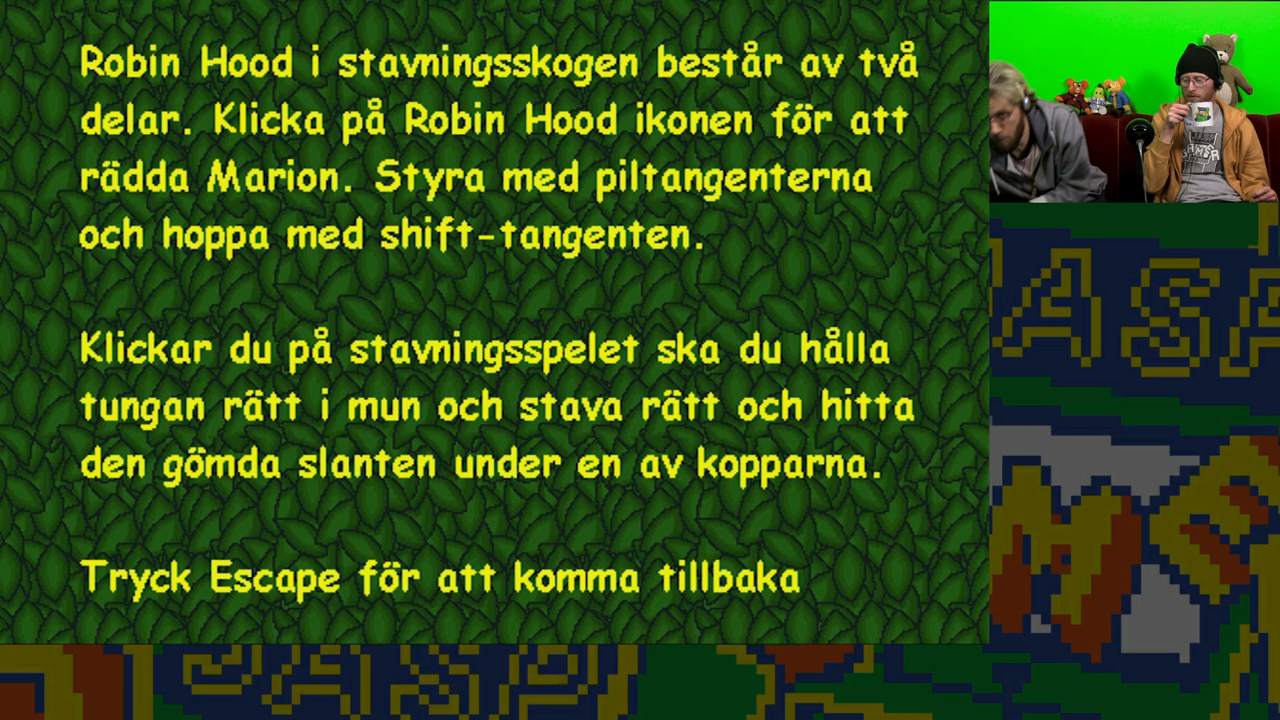 Robin Hood i stavningsskogen består av två
delar. Klicka på Robin Hood ikonen för att
rädda Marion. Styra med piltangenterna
och hoppa med shift-tangenten.
Klickar du på stavningsspelet ska du hålla
tungan rätt i mun och stava rätt och hitta
den gömda slanten under en av kopparna.
Tryck Escape för att komma tillbaka